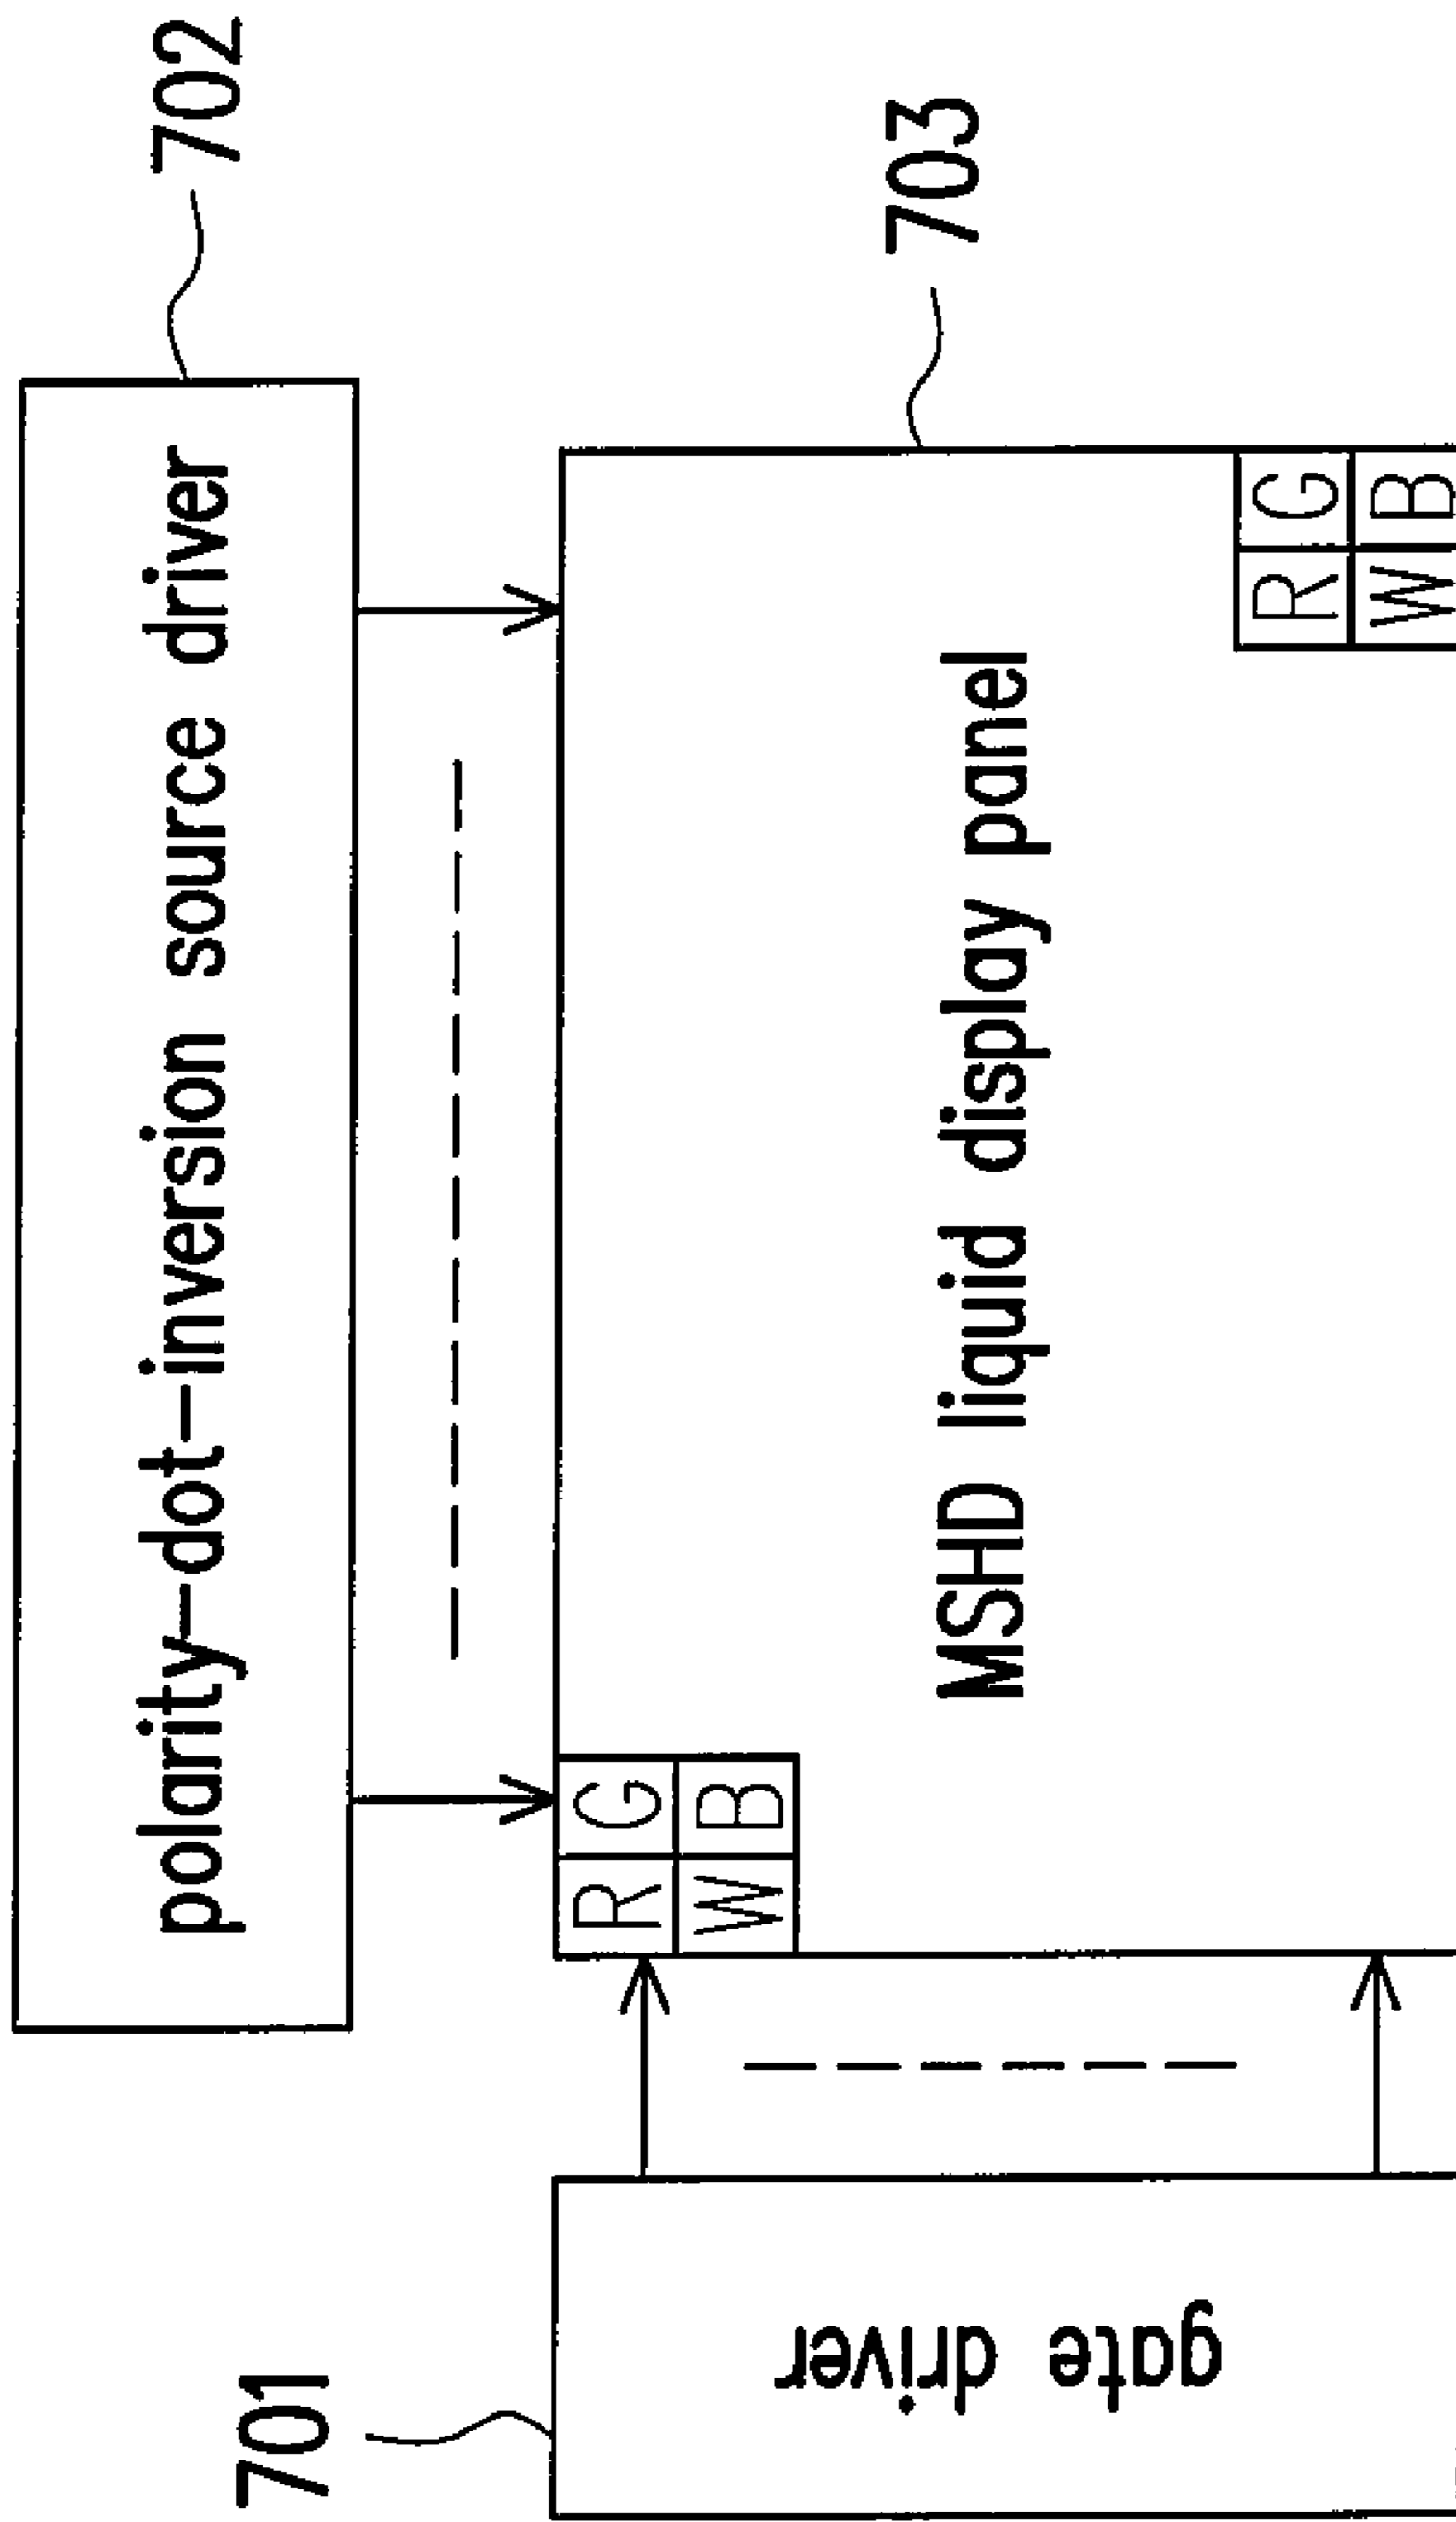 polarity-dot-inversion source driver
702
701
gate driver
R G
W B
MSHD liquid display panel
703
R G
W B